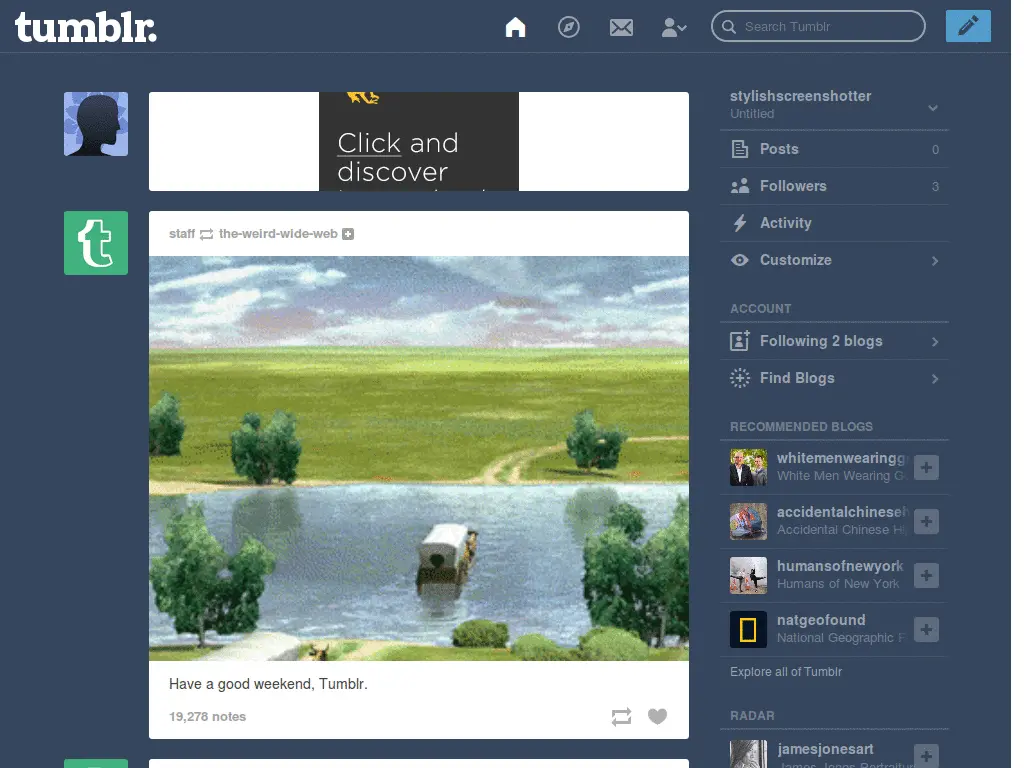 tumblr.
Search Tumblr
Click and
discover
staff the-weird-wide-web
Have a good weekend, Tumblr.
19,278 notes
stylishscreenshotter
Untitled
Posts 0
Followers 3
Activity
Customize
ACCOUNT
Following 2 blogs
Find Blogs
RECOMMENDED BLOGS
whitemenwearingg
White Men Wearing G
accidentalchineseh
Accidental Chinese Hi
humansofnewyork
Humans of New York
natgeofound
National Geographic F
Explore all of Tumblr
RADAR
jamesjonesart
James Jones Portraitur